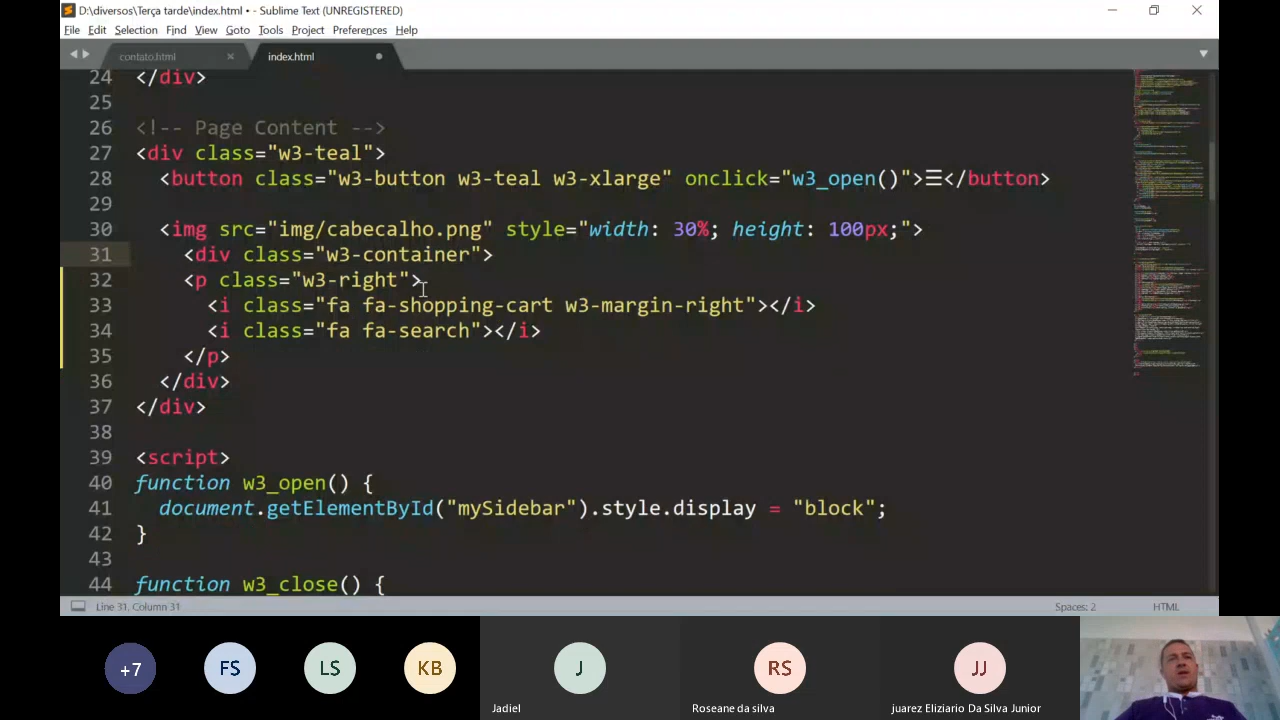 D:\diversos\Terça tarde\index.html • - Sublime Text (UNREGISTERED)
File Edit Selection Find View Goto Tools Project Preferences Help
contato.html index.html
24 </div>
25
26 <!-- Page Content -->
27 <div class="w3-teal">
28 <button class="w3-button w3-teal w3-xlarge" onclick="w3_open()">☰</button>
29
30 <img src="img/cabecalho.png" style="width: 30%; height: 100px;">
31 <div class="w3-container">
32 <p class="w3-right">
33 <i class="fa fa-shopping-cart w3-margin-right"></i>
34 <i class="fa fa-search"></i>
35 </p>
36 </div>
37 </div>
38
39 <script>
40 function w3_open() {
41 document.getElementById("mySidebar").style.display = "block";
42 }
43
44 function w3_close() {
Line 31, Column 31 Spaces: 2 HTML
+7 FS LS KB J RS JJ
Jadiel Roseane da silva juarez Eliziario Da Silva Junior